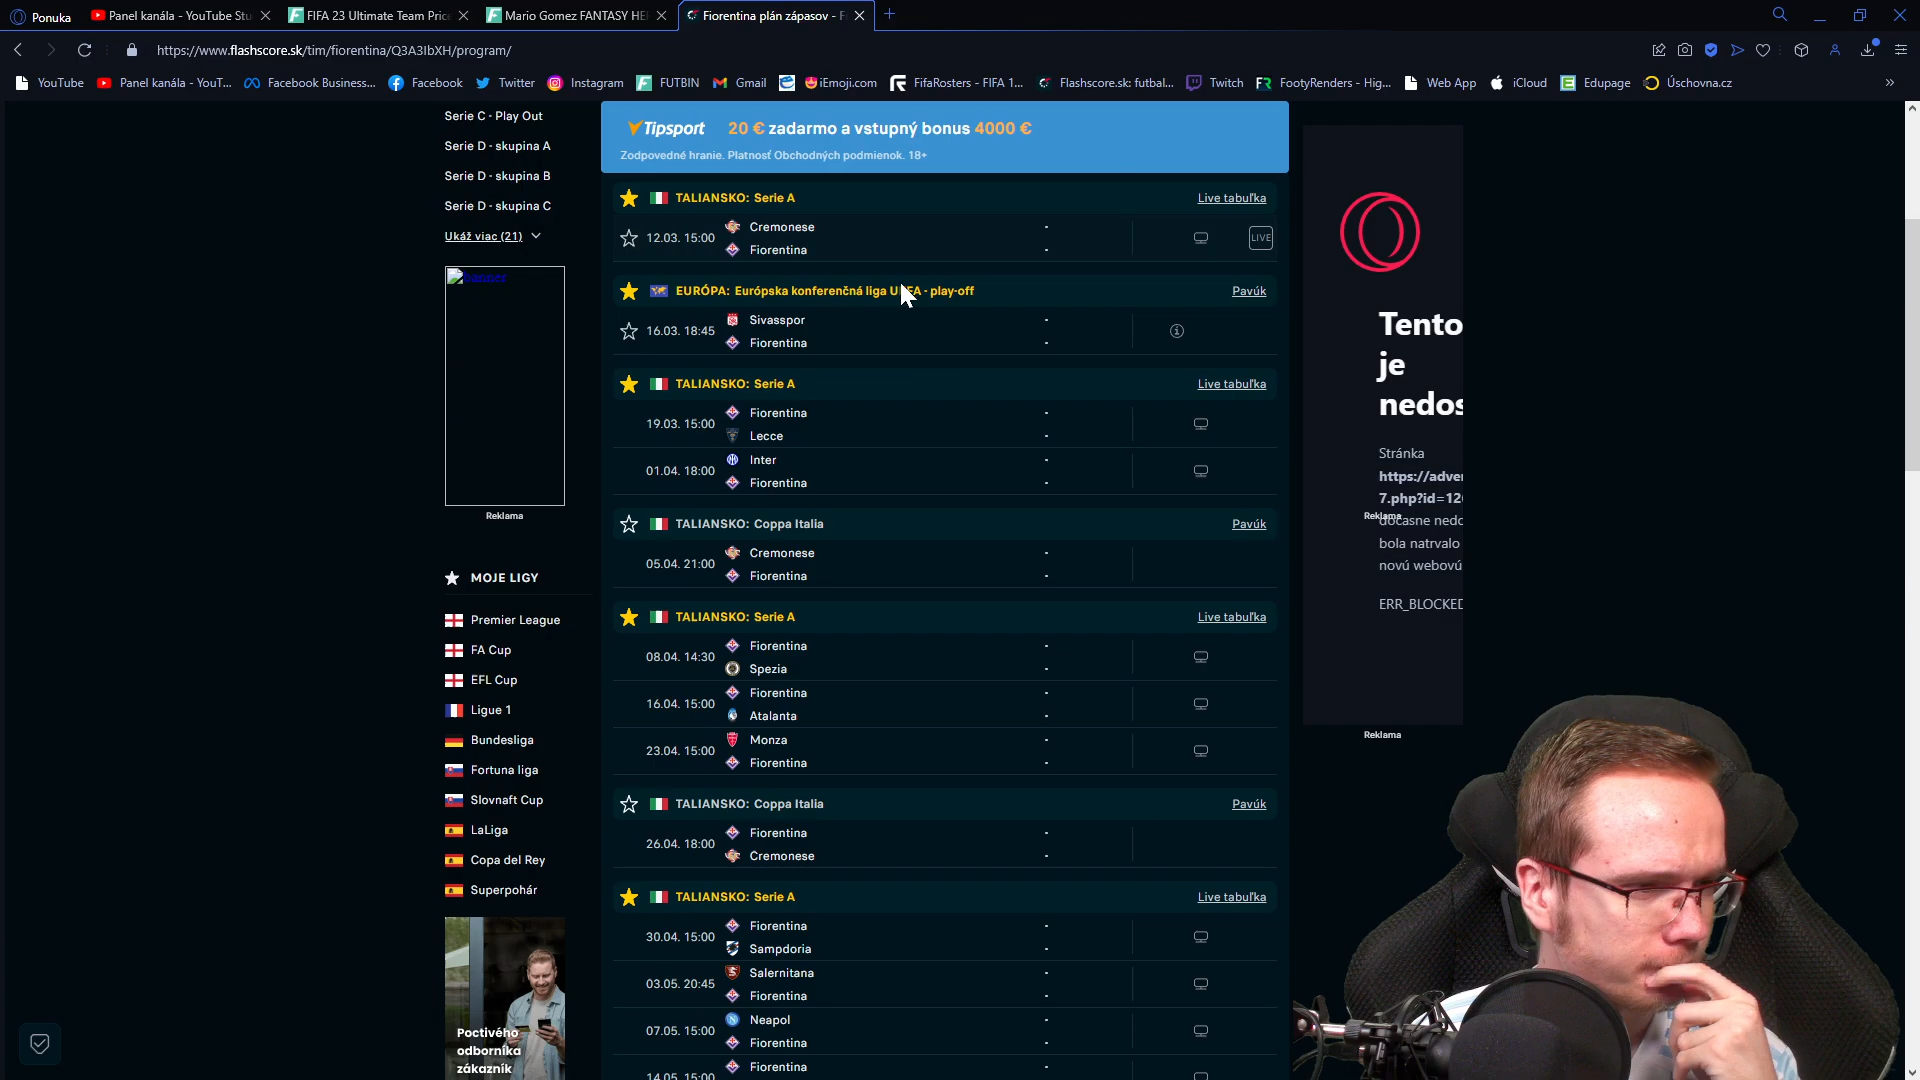 Ponuka
Panel kanála - YouTube Stu
FIFA 23 Ultimate Team Pric
Mario Gomez FANTASY HE
Fiorentina plán zápasov - F
https://www.flashscore.sk/tim/fiorentina/Q3A3IbXH/program/
YouTube
Panel kanála - YouT...
Facebook Business...
Facebook
Twitter
Instagram
FUTBIN
Gmail
iEmoji.com
FifaRosters - FIFA 1...
Flashscore.sk: futbal...
Twitch
FootyRenders - Hig...
Web App
iCloud
Edupage
Úschovna.cz
Serie C - Play Out
Serie D - skupina A
Serie D - skupina B
Serie D - skupina C
Ukáž viac (21)
banner
Reklama
MOJE LIGY
Premier League
FA Cup
EFL Cup
Ligue 1
Bundesliga
Fortuna liga
Slovnaft Cup
LaLiga
Copa del Rey
Superpohár
Poctivého
odborníka
zákazník
Tipsport 20 € zadarmo a vstupný bonus 4000 €
Zodpovedné hranie. Platnosť Obchodných podmienok. 18+
TALIANSKO: Serie A Live tabuľka
12.03. 15:00 Cremonese - LIVE
Fiorentina -
EURÓPA: Európska konferenčná liga UEFA - play-off Pavúk
16.03. 18:45 Sivasspor -
Fiorentina -
TALIANSKO: Serie A Live tabuľka
19.03. 15:00 Fiorentina -
Lecce -
01.04. 18:00 Inter -
Fiorentina -
TALIANSKO: Coppa Italia Pavúk
05.04. 21:00 Cremonese -
Fiorentina -
TALIANSKO: Serie A Live tabuľka
08.04. 14:30 Fiorentina -
Spezia -
16.04. 15:00 Fiorentina -
Atalanta -
23.04. 15:00 Monza -
Fiorentina -
TALIANSKO: Coppa Italia Pavúk
26.04. 18:00 Fiorentina -
Cremonese -
TALIANSKO: Serie A Live tabuľka
30.04. 15:00 Fiorentina -
Sampdoria -
03.05. 20:45 Salernitana -
Fiorentina -
07.05. 15:00 Neapol -
Fiorentina -
14.05. 15:00 Fiorentina -
Tento
je
nedos
Stránka
https://adver
7.php?id=12
Reklama
dočasne nedo
bola natrvalo
novú webovú
ERR_BLOCKED
Reklama